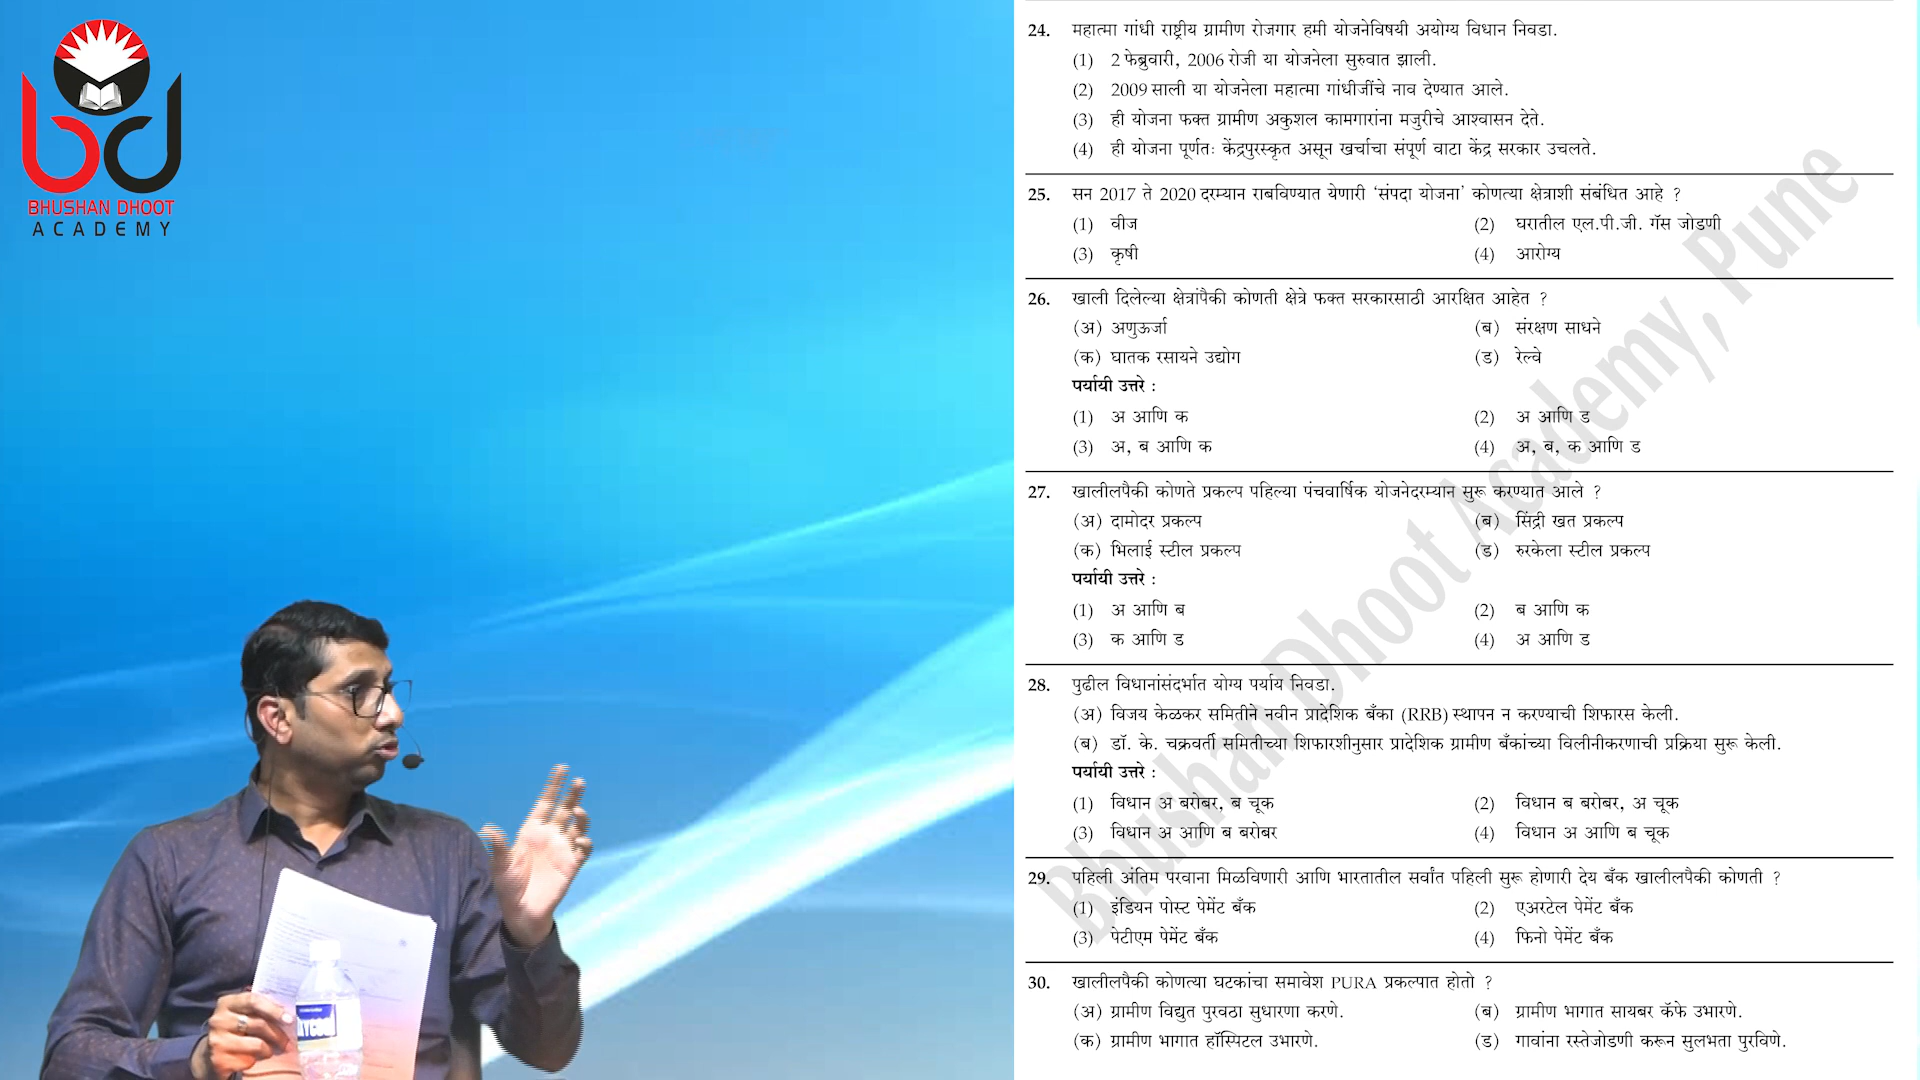 BHUSHAN DHOOT
ACADEMY
24. महात्मा गांधी राष्ट्रीय ग्रामीण रोजगार हमी योजनेविषयी अयोग्य विधान निवडा.
(1) 2 फेब्रुवारी, 2006 रोजी या योजनेला सुरुवात झाली.
(2) 2009 साली या योजनेला महात्मा गांधीजींचे नाव देण्यात आले.
(3) ही योजना फक्त ग्रामीण अकुशल कामगारांना मजुरीचे आश्वासन देते.
(4) ही योजना पूर्णतः केंद्रपुरस्कृत असून खर्चाचा संपूर्ण वाटा केंद्र सरकार उचलते.
25. सन 2017 ते 2020 दरम्यान राबविण्यात येणारी ‘संपदा योजना’ कोणत्या क्षेत्राशी संबंधित आहे ?
(1) वीज (2) घरातील एल.पी.जी. गॅस जोडणी
(3) कृषी (4) आरोग्य
26. खाली दिलेल्या क्षेत्रांपैकी कोणती क्षेत्रे फक्त सरकारसाठी आरक्षित आहेत ?
(अ) अणुऊर्जा (ब) संरक्षण साधने
(क) घातक रसायने उद्योग (ड) रेल्वे
पर्यायी उत्तरे :
(1) अ आणि क (2) अ आणि ड
(3) अ, ब आणि क (4) अ, ब, क आणि ड
27. खालीलपैकी कोणते प्रकल्प पहिल्या पंचवार्षिक योजनेदरम्यान सुरू करण्यात आले ?
(अ) दामोदर प्रकल्प (ब) सिंद्री खत प्रकल्प
(क) भिलाई स्टील प्रकल्प (ड) रुरकेला स्टील प्रकल्प
पर्यायी उत्तरे :
(1) अ आणि ब (2) ब आणि क
(3) क आणि ड (4) अ आणि ड
28. पुढील विधानांसंदर्भात योग्य पर्याय निवडा.
(अ) विजय केळकर समितीने नवीन प्रादेशिक बँका (RRB) स्थापन न करण्याची शिफारस केली.
(ब) डॉ. के. चक्रवर्ती समितीच्या शिफारशीनुसार प्रादेशिक ग्रामीण बँकांच्या विलीनीकरणाची प्रक्रिया सुरू केली.
पर्यायी उत्तरे :
(1) विधान अ बरोबर, ब चूक (2) विधान ब बरोबर, अ चूक
(3) विधान अ आणि ब बरोबर (4) विधान अ आणि ब चूक
29. पहिली अंतिम परवाना मिळविणारी आणि भारतातील सर्वांत पहिली सुरू होणारी देय बँक खालीलपैकी कोणती ?
(1) इंडियन पोस्ट पेमेंट बँक (2) एअरटेल पेमेंट बँक
(3) पेटीएम पेमेंट बँक (4) फिनो पेमेंट बँक
30. खालीलपैकी कोणत्या घटकांचा समावेश PURA प्रकल्पात होतो ?
(अ) ग्रामीण विद्युत पुरवठा सुधारणा करणे. (ब) ग्रामीण भागात सायबर कॅफे उभारणे.
(क) ग्रामीण भागात हॉस्पिटल उभारणे. (ड) गावांना रस्तेजोडणी करून सुलभता पुरविणे.
Bhushan Dhoot Academy, Pune